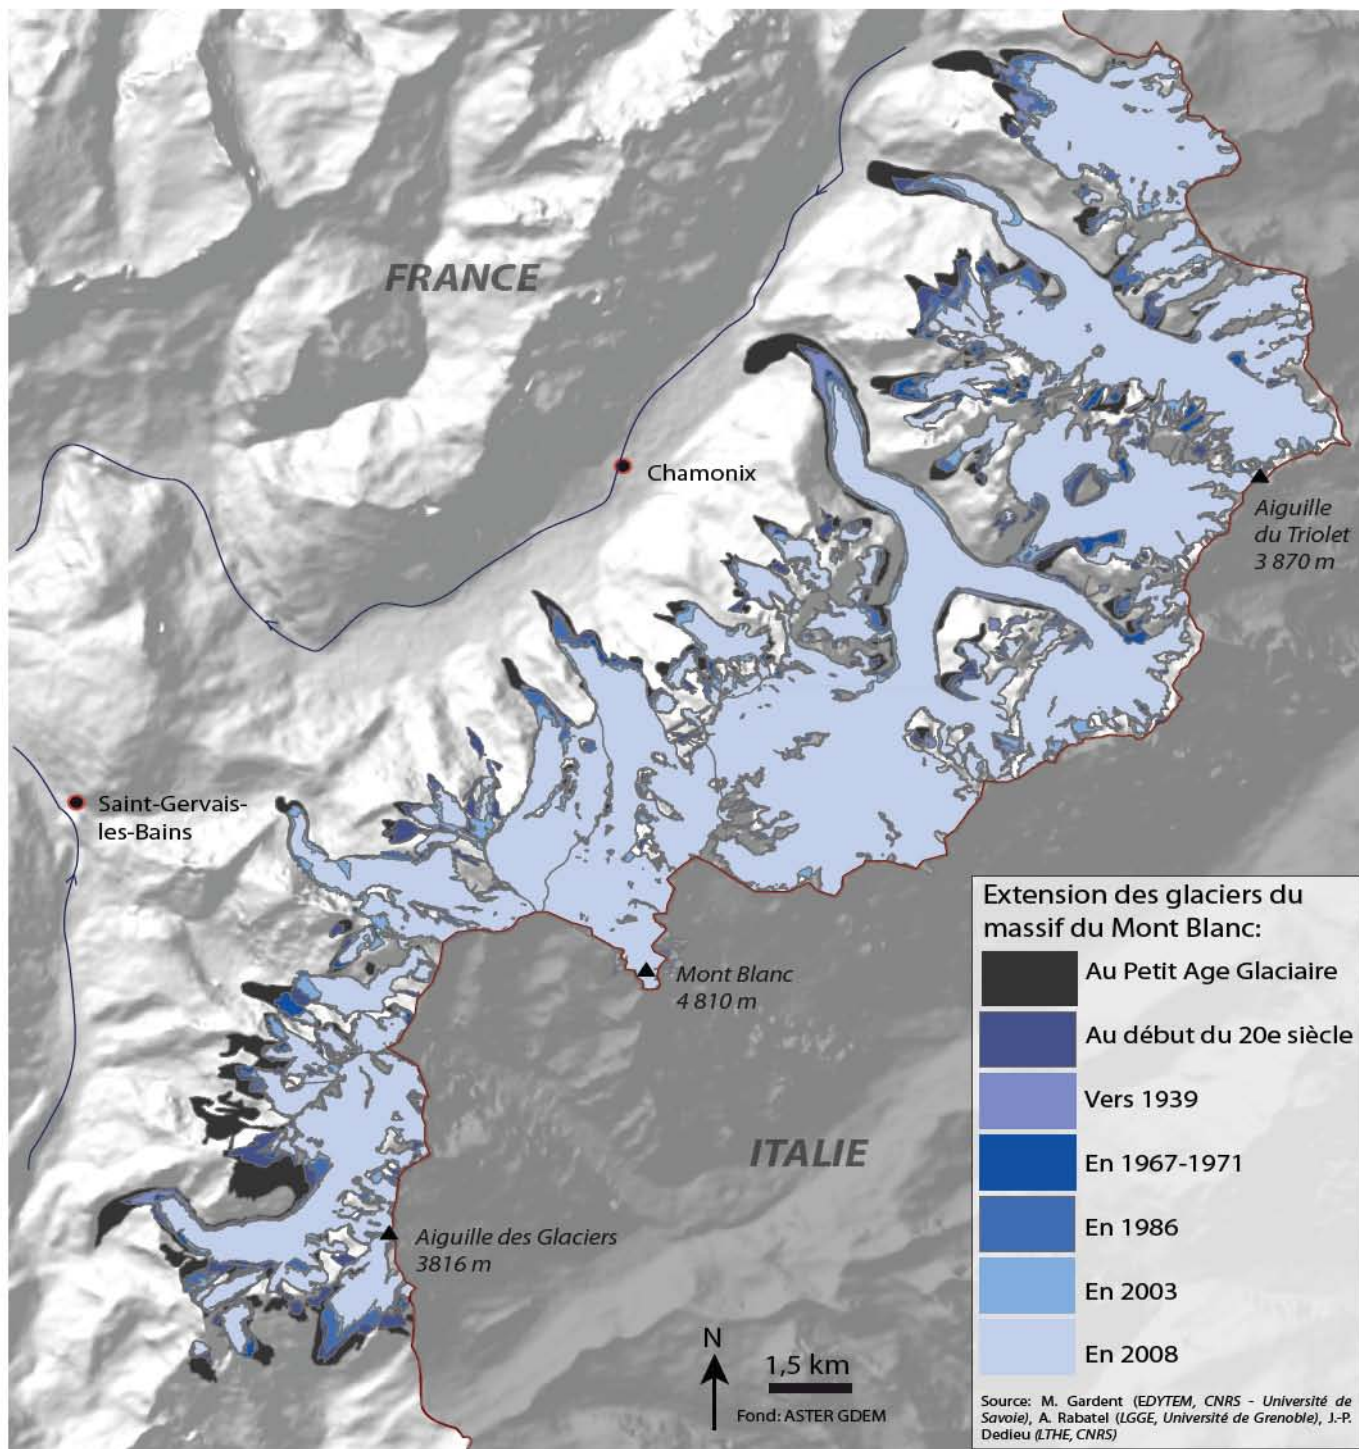 FRANCE
Chamonix
Aiguille
du Triolet
3 870 m
Saint-Gervais-
les-Bains
Mont Blanc
4 810 m
ITALIE
Aiguille des Glaciers
3816 m
N
1,5 km
Fond: ASTER GDEM
Extension des glaciers du
massif du Mont Blanc:
Au Petit Age Glaciaire
Au début du 20e siècle
Vers 1939
En 1967-1971
En 1986
En 2003
En 2008
Source: M. Gardent (EDYTEM, CNRS - Université de
Savoie), A. Rabatel (LGGE, Université de Grenoble), J.-P.
Dedieu (LTHE, CNRS)